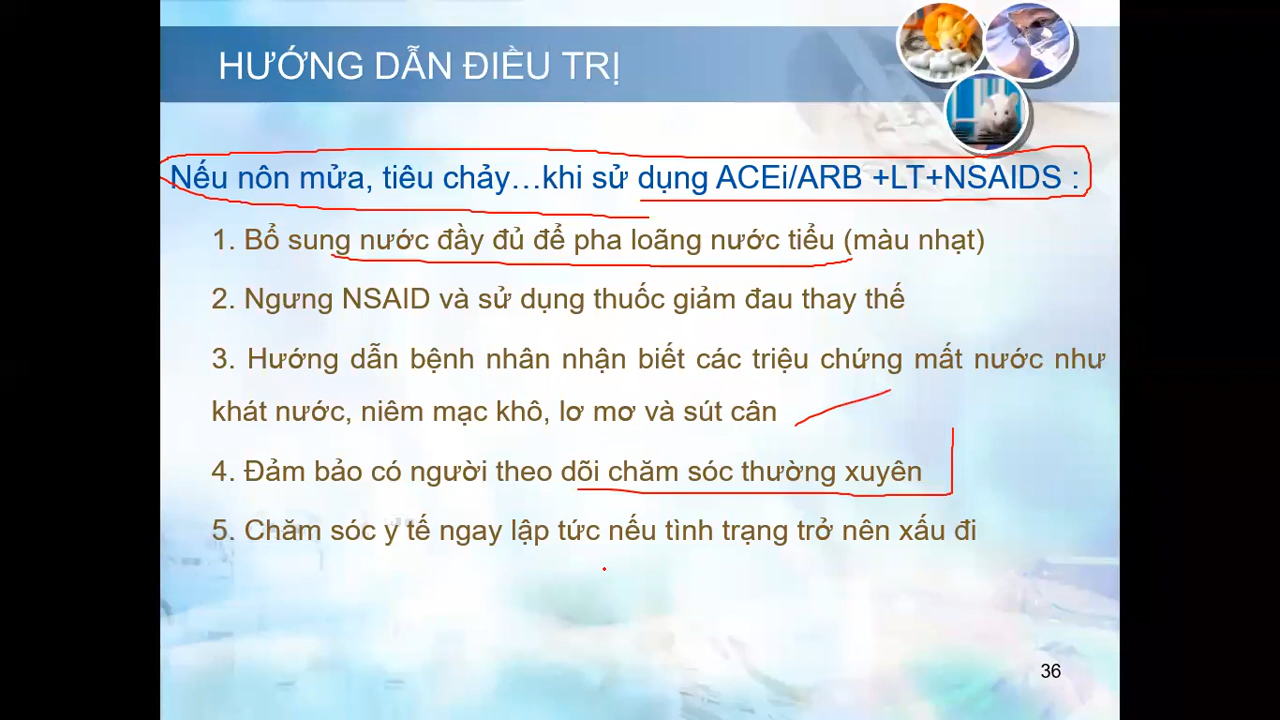 HƯỚNG DẪN ĐIỀU TRỊ
Nếu nôn mửa, tiêu chảy…khi sử dụng ACEi/ARB +LT+NSAIDS :
1. Bổ sung nước đầy đủ để pha loãng nước tiểu (màu nhạt)
2. Ngưng NSAID và sử dụng thuốc giảm đau thay thế
3. Hướng dẫn bệnh nhân nhận biết các triệu chứng mất nước như
khát nước, niêm mạc khô, lơ mơ và sút cân
4. Đảm bảo có người theo dõi chăm sóc thường xuyên
5. Chăm sóc y tế ngay lập tức nếu tình trạng trở nên xấu đi
36